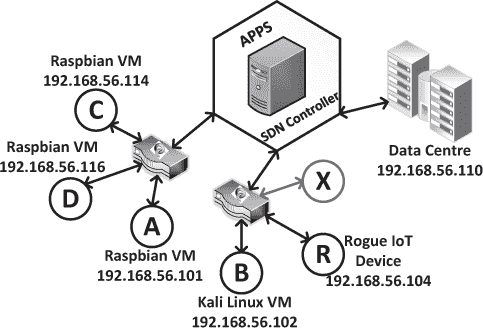 APPS
SDN Controller
Raspbian VM
192.168.56.114
C
Raspbian VM
192.168.56.116
D
A
Raspbian VM
192.168.56.101
X
B
Kali Linux VM
192.168.56.102
R
Rogue IoT
Device
192.168.56.104
Data Centre
192.168.56.110